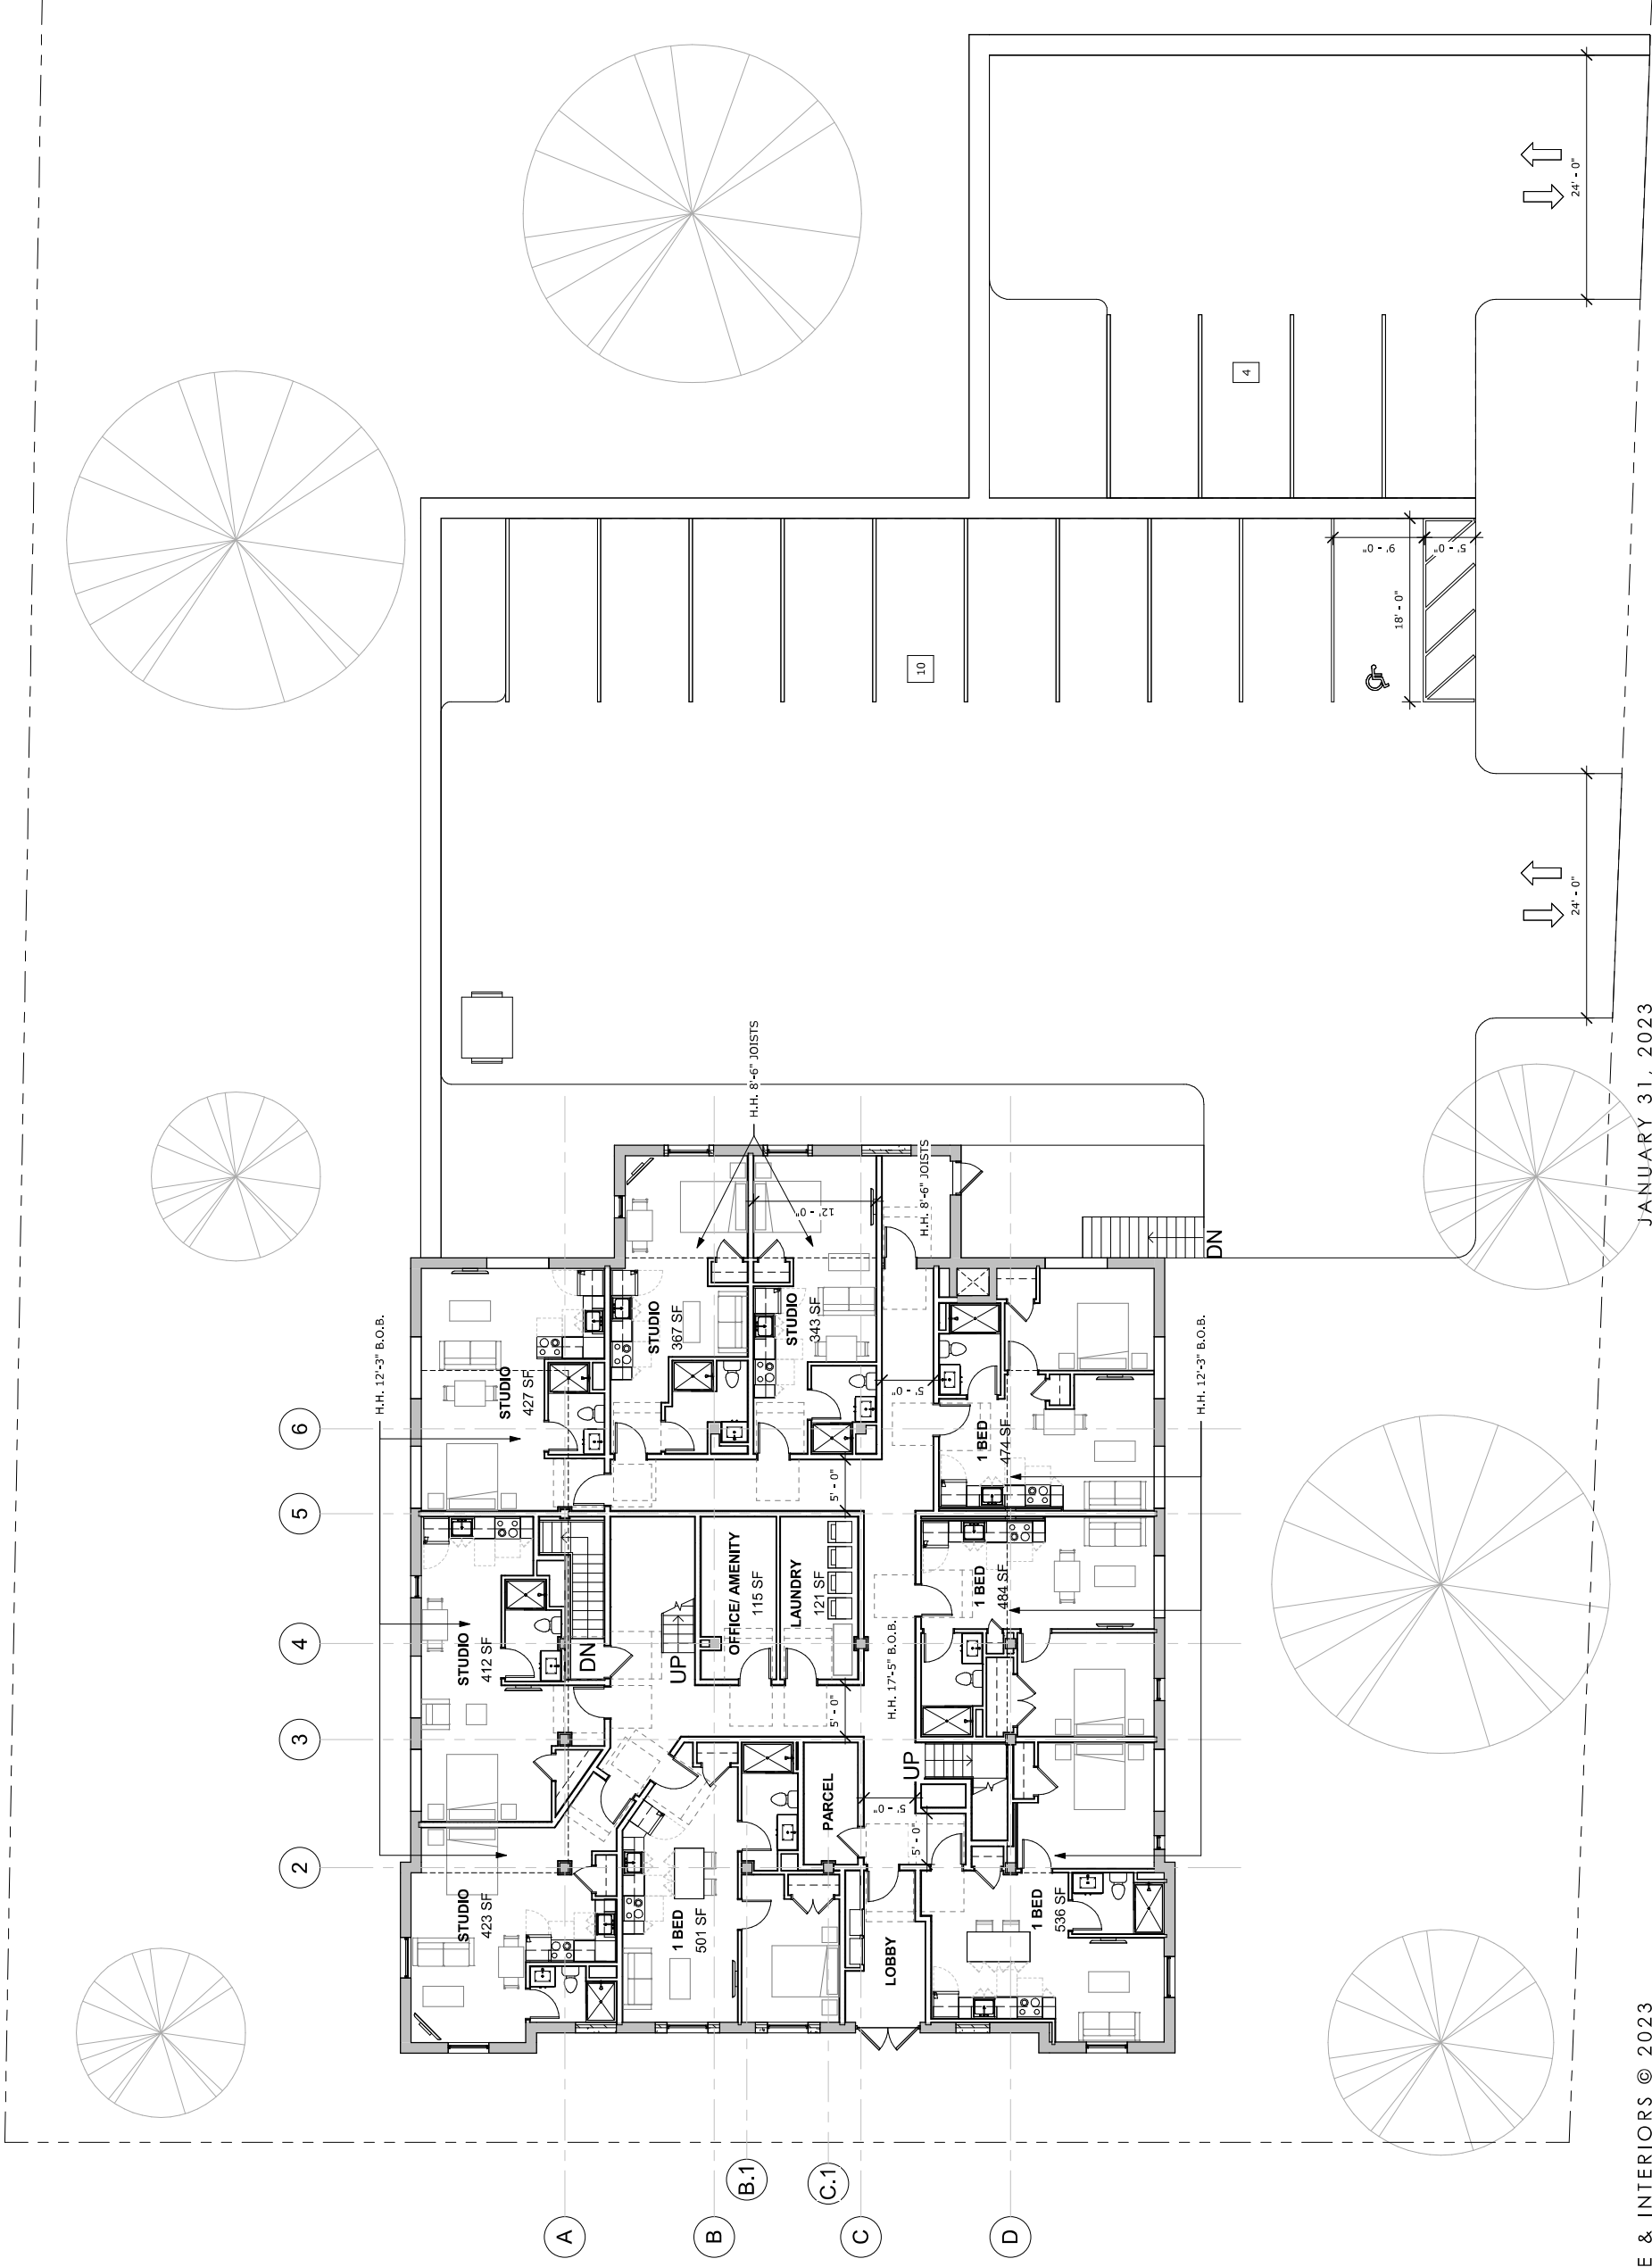 6
5
4
3
2
A
B
B.1
C.1
C
D
H.H. 12'-3" B.O.B.
STUDIO
427 SF
STUDIO
412 SF
STUDIO
423 SF
DN
STUDIO
367 SF
STUDIO
343 SF
12' - 0"
H.H. 8'-6" JOISTS
H.H. 8'-6" JOISTS
OFFICE/ AMENITY
115 SF
LAUNDRY
121 SF
UP
5' - 0"
5' - 0"
5' - 0"
H.H. 17'-5" B.O.B.
1 BED
501 SF
PARCEL
LOBBY
UP
5' - 0"
5' - 0"
1 BED
474 SF
1 BED
484 SF
1 BED
536 SF
H.H. 12'-3" B.O.B.
DN
10
4
18' - 0"
9' - 0"
5' - 0"
24' - 0"
24' - 0"
E & INTERIORS © 2023
JANUARY 31, 2023